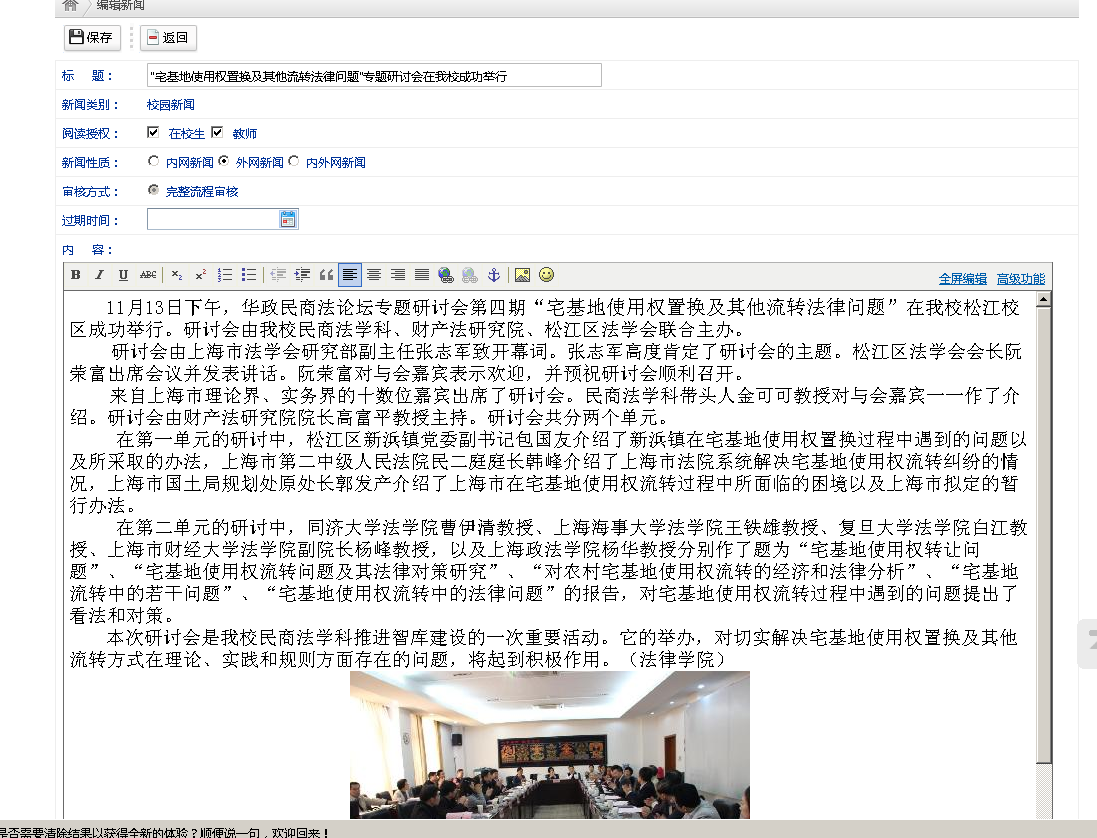 编辑新闻
保存 返回
标 题： "宅基地使用权置换及其他流转法律问题"专题研讨会在我校成功举行
新闻类别： 校园新闻
阅读授权： 在校生 教师
新闻性质： 内网新闻 外网新闻 内外网新闻
审核方式： 完整流程审核
过期时间：
内 容：
B I U ABC x₂ x² 全屏编辑 高级功能
11月13日下午，华政民商法论坛专题研讨会第四期“宅基地使用权置换及其他流转法律问题”在我校松江校
区成功举行。研讨会由我校民商法学科、财产法研究院、松江区法学会联合主办。
研讨会由上海市法学会研究部副主任张志军致开幕词。张志军高度肯定了研讨会的主题。松江区法学会会长阮
荣富出席会议并发表讲话。阮荣富对与会嘉宾表示欢迎，并预祝研讨会顺利召开。
来自上海市理论界、实务界的十数位嘉宾出席了研讨会。民商法学科带头人金可可教授对与会嘉宾一一作了介
绍。研讨会由财产法研究院院长高富平教授主持。研讨会共分两个单元。
在第一单元的研讨中，松江区新浜镇党委副书记包国友介绍了新浜镇在宅基地使用权置换过程中遇到的问题以
及所采取的办法，上海市第二中级人民法院民二庭庭长韩峰介绍了上海市法院系统解决宅基地使用权流转纠纷的情
况，上海市国土局规划处原处长郭发产介绍了上海市在宅基地使用权流转过程中所面临的困境以及上海市拟定的暂
行办法。
在第二单元的研讨中，同济大学法学院曹伊清教授、上海海事大学法学院王铁雄教授、复旦大学法学院白江教
授、上海市财经大学法学院副院长杨峰教授，以及上海政法学院杨华教授分别作了题为“宅基地使用权转让问
题”、“宅基地使用权流转问题及其法律对策研究”、“对农村宅基地使用权流转的经济和法律分析”、“宅基地
流转中的若干问题”、“宅基地使用权流转中的法律问题”的报告，对宅基地使用权流转过程中遇到的问题提出了
看法和对策。
本次研讨会是我校民商法学科推进智库建设的一次重要活动。它的举办，对切实解决宅基地使用权置换及其他
流转方式在理论、实践和规则方面存在的问题，将起到积极作用。（法律学院）
是否需要清除结果以获得全新的体验？顺便说一句，欢迎回来！